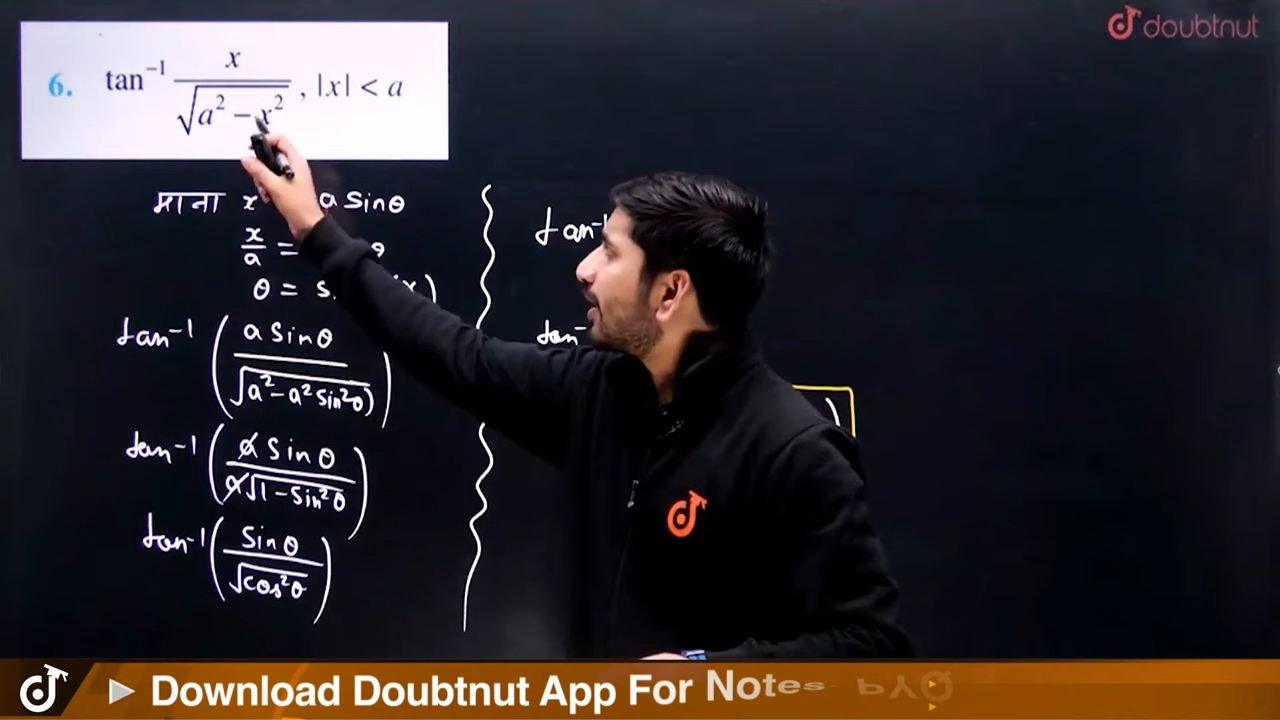 doubtnut
6. tan⁻¹ x / √(a² − x²) , |x| < a
माना x a sinθ
x/a =
θ =
tan⁻¹ (a sinθ / √(a² − a² sin²θ))
tan⁻¹ (a sinθ / a√(1 − sin²θ))
tan⁻¹ (sinθ / √cos²θ)
tan⁻¹
tan⁻
Download Doubtnut App For Notes